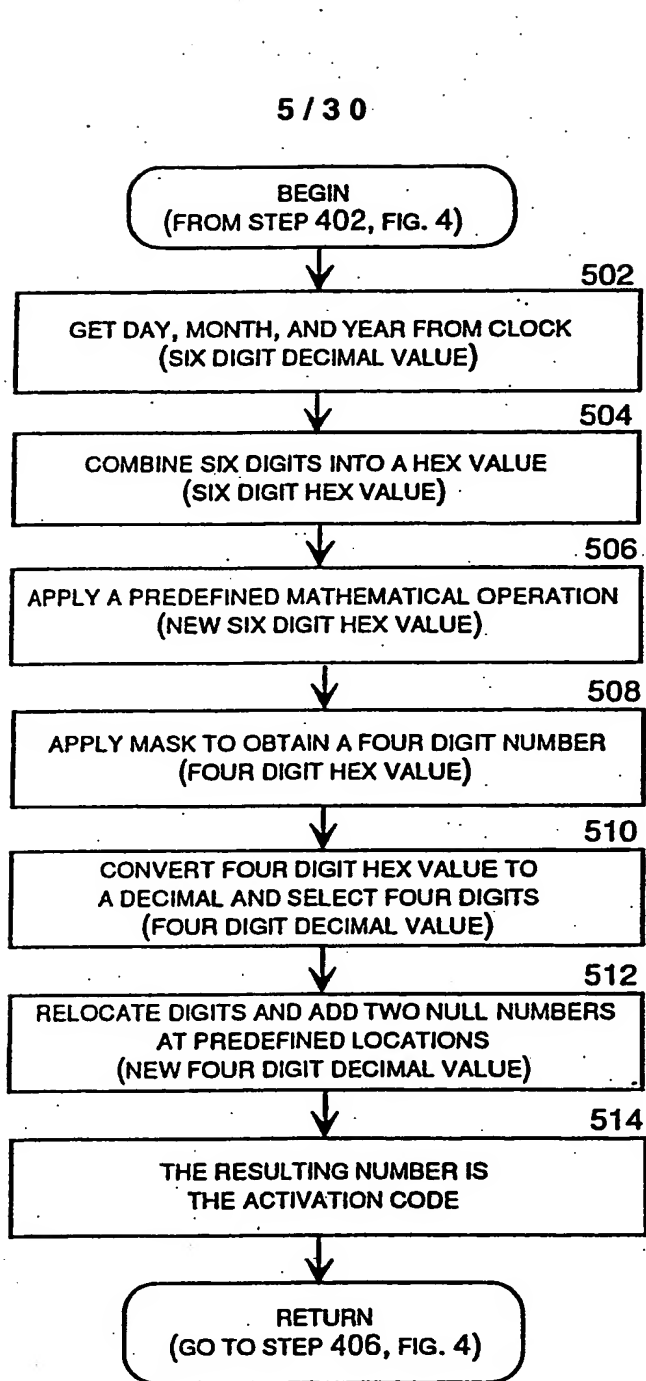 5/30
BEGIN
(FROM STEP 402, FIG. 4)
502
GET DAY, MONTH, AND YEAR FROM CLOCK
(SIX DIGIT DECIMAL VALUE)
504
COMBINE SIX DIGITS INTO A HEX VALUE
(SIX DIGIT HEX VALUE)
506
APPLY A PREDEFINED MATHEMATICAL OPERATION
(NEW SIX DIGIT HEX VALUE)
508
APPLY MASK TO OBTAIN A FOUR DIGIT NUMBER
(FOUR DIGIT HEX VALUE)
510
CONVERT FOUR DIGIT HEX VALUE TO
A DECIMAL AND SELECT FOUR DIGITS
(FOUR DIGIT DECIMAL VALUE)
512
RELOCATE DIGITS AND ADD TWO NULL NUMBERS
AT PREDEFINED LOCATIONS
(NEW FOUR DIGIT DECIMAL VALUE)
514
THE RESULTING NUMBER IS
THE ACTIVATION CODE
RETURN
(GO TO STEP 406, FIG. 4)